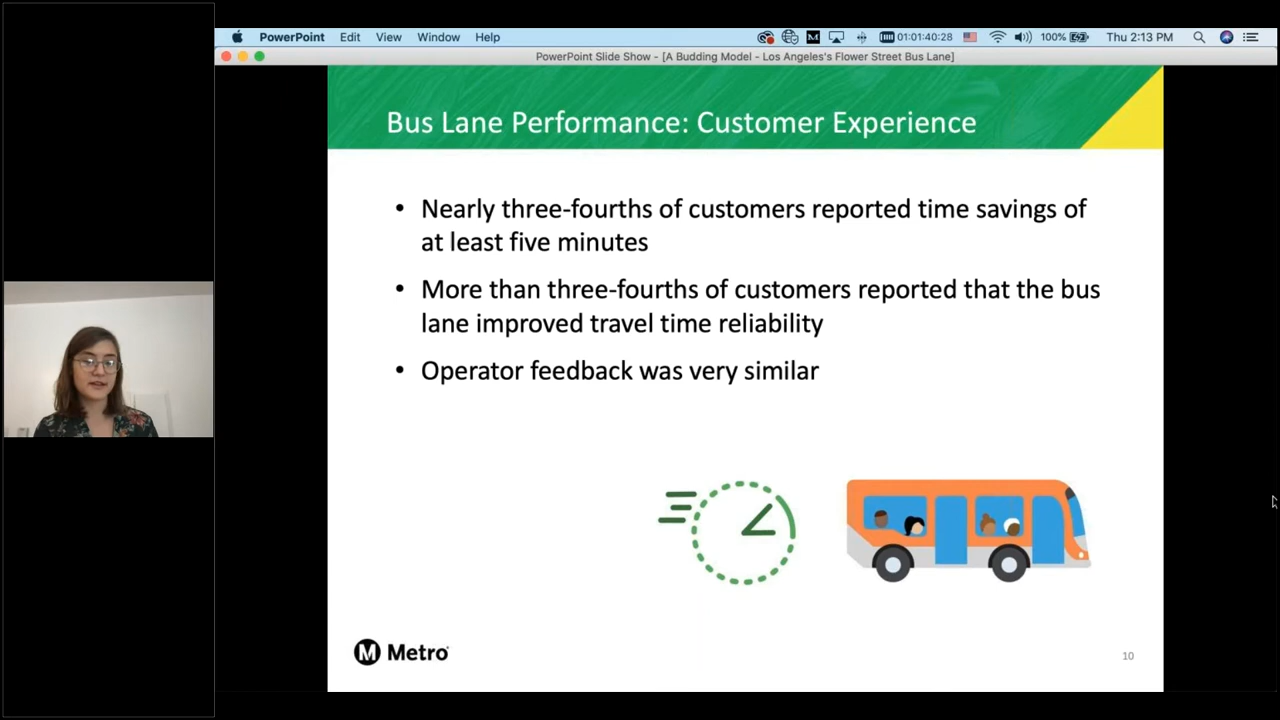 PowerPoint Edit View Window Help 01:01:40:28 100% Thu 2:13 PM
PowerPoint Slide Show - [A Budding Model - Los Angeles's Flower Street Bus Lane]
Bus Lane Performance: Customer Experience
• Nearly three-fourths of customers reported time savings of
at least five minutes
• More than three-fourths of customers reported that the bus
lane improved travel time reliability
• Operator feedback was very similar
M Metro
10